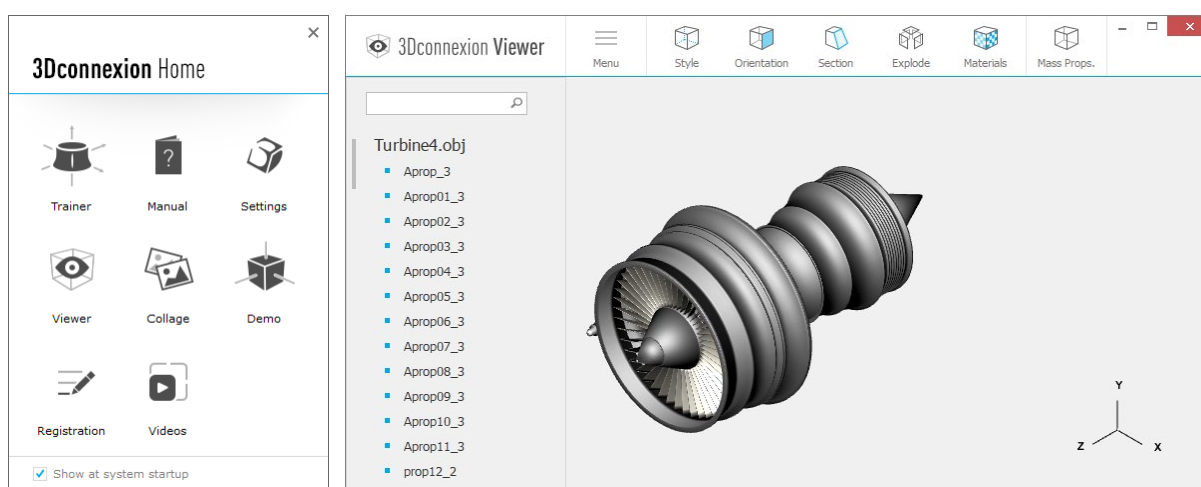 3Dconnexion Home
Trainer Manual Settings
Viewer Collage Demo
Registration Videos
Show at system startup
3Dconnexion Viewer
Menu Style Orientation Section Explode Materials Mass Props.
Turbine4.obj
Aprop_3
Aprop01_3
Aprop02_3
Aprop03_3
Aprop04_3
Aprop05_3
Aprop06_3
Aprop07_3
Aprop08_3
Aprop09_3
Aprop10_3
Aprop11_3
prop12_2
Y
Z X